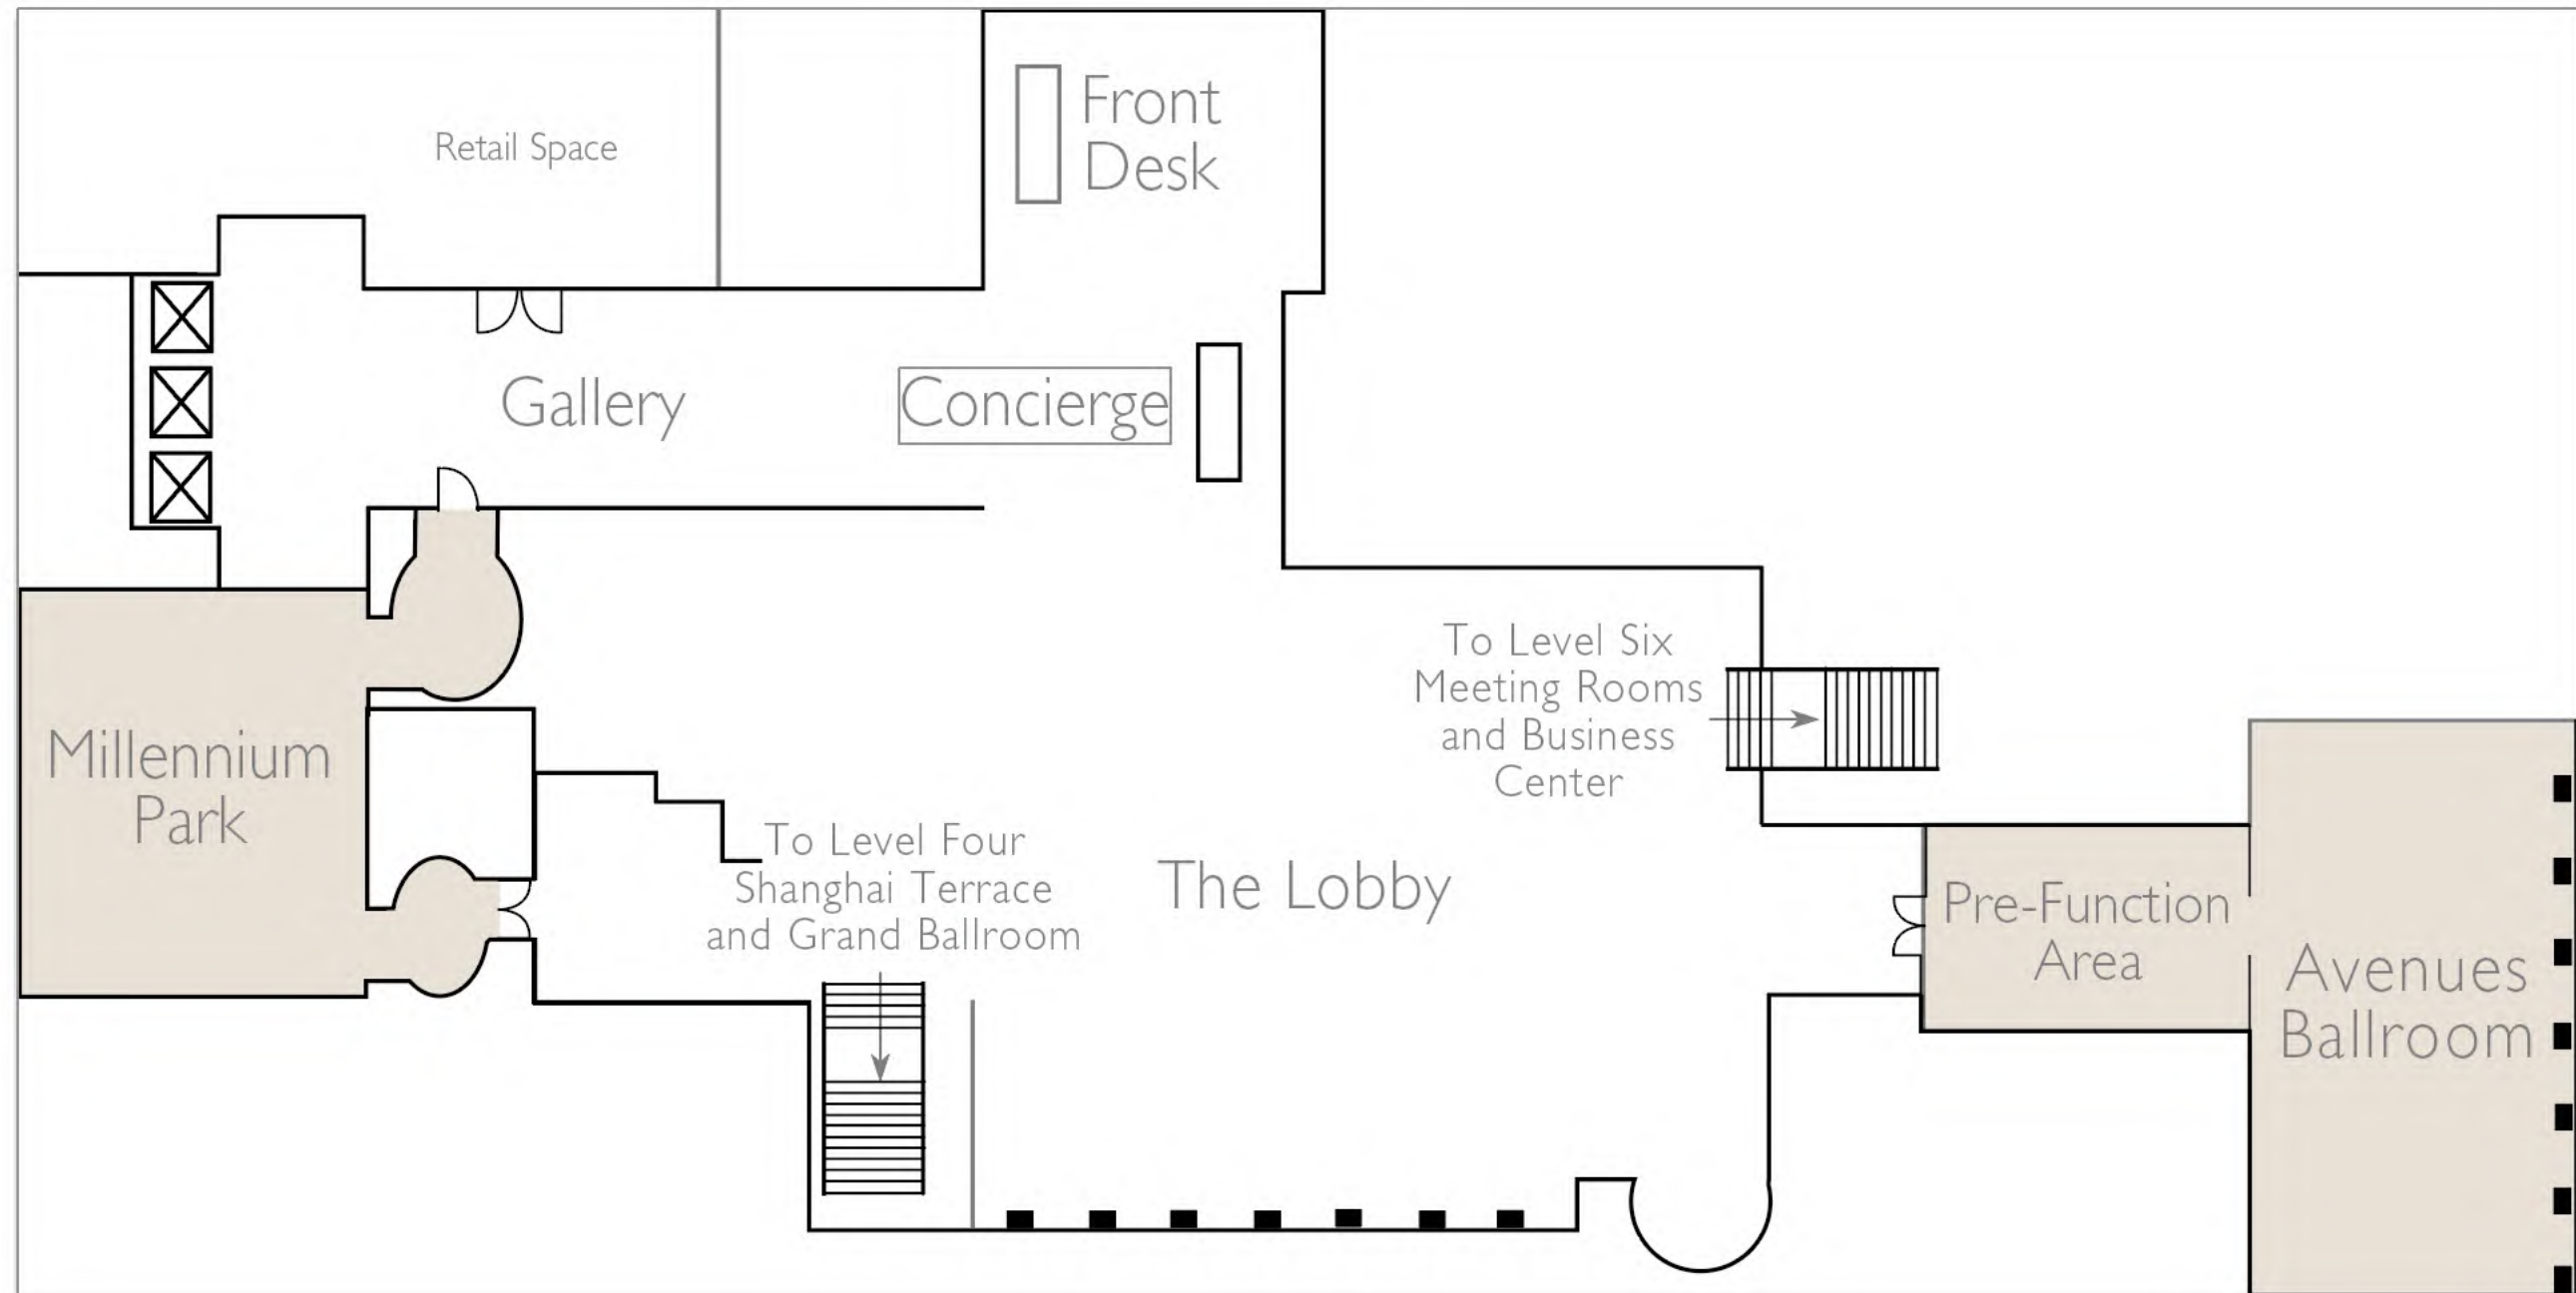 Front
Desk
Retail Space
Gallery
Concierge
To Level Six
Meeting Rooms
and Business
Center
Millennium
Park
To Level Four
Shanghai Terrace
and Grand Ballroom
The Lobby
Pre-Function
Area
Avenues
Ballroom